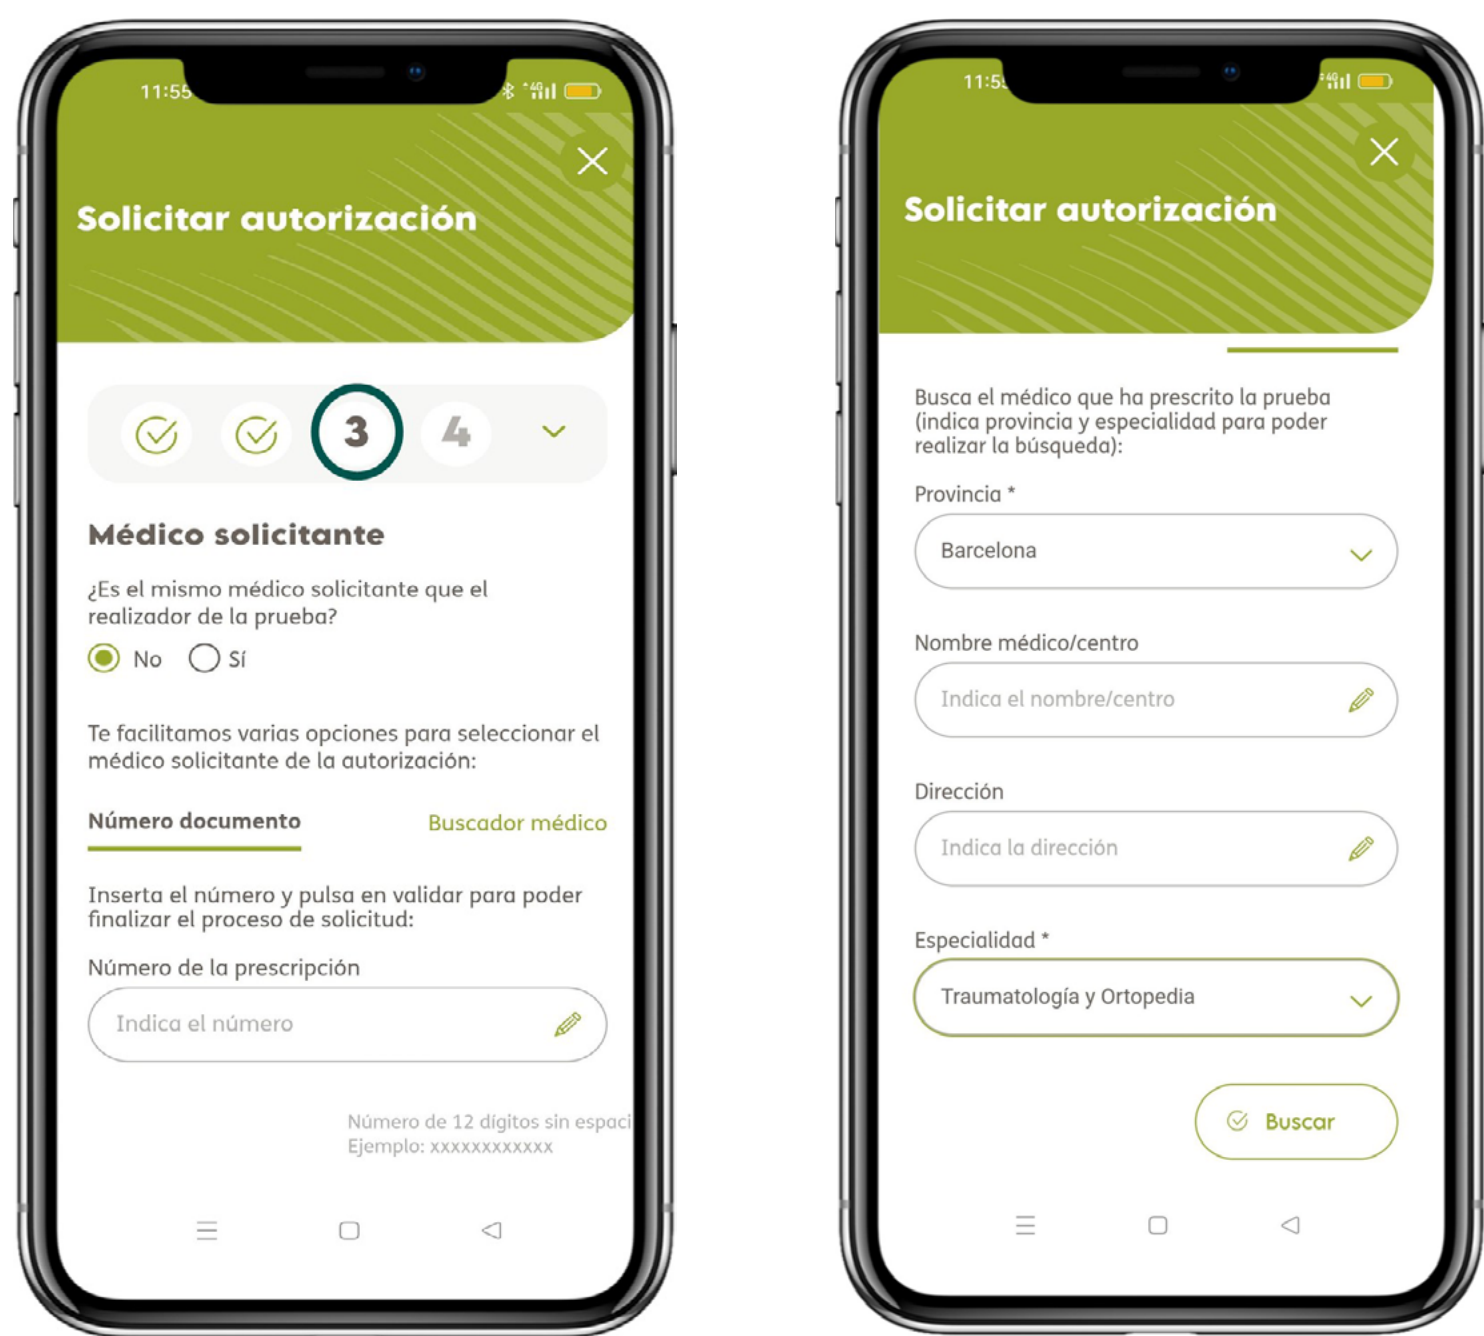 11:55
4G
Solicitar autorización
3 4
Médico solicitante
¿Es el mismo médico solicitante que el
realizador de la prueba?
No Sí
Te facilitamos varias opciones para seleccionar el
médico solicitante de la autorización:
Número documento Buscador médico
Inserta el número y pulsa en validar para poder
finalizar el proceso de solicitud:
Número de la prescripción
Indica el número
Número de 12 dígitos sin espaci
Ejemplo: xxxxxxxxxxxx
11:5
4G
Solicitar autorización
Busca el médico que ha prescrito la prueba
(indica provincia y especialidad para poder
realizar la búsqueda):
Provincia *
Barcelona
Nombre médico/centro
Indica el nombre/centro
Dirección
Indica la dirección
Especialidad *
Traumatología y Ortopedia
Buscar